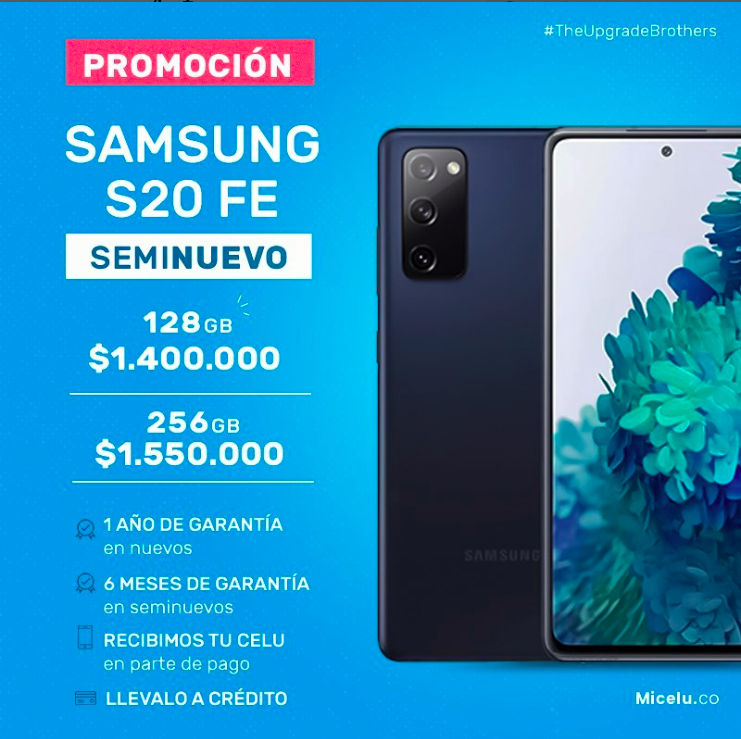 #TheUpgradeBrothers
PROMOCIÓN
SAMSUNG
S20 FE
SEMINUEVO
128GB
$1.400.000
256GB
$1.550.000
1 AÑO DE GARANTÍA
en nuevos
6 MESES DE GARANTÍA
en seminuevos
RECIBIMOS TU CELU
en parte de pago
LLEVALO A CRÉDITO
SAMSUNG
Micelu.co